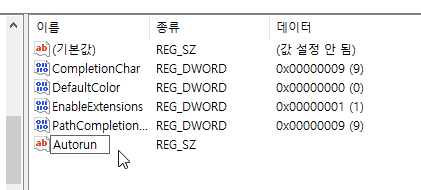 이름 종류 데이터
(기본값) REG_SZ (값 설정 안 됨)
CompletionChar REG_DWORD 0x00000009 (9)
DefaultColor REG_DWORD 0x00000000 (0)
EnableExtensions REG_DWORD 0x00000001 (1)
PathCompletion... REG_DWORD 0x00000009 (9)
Autorun REG_SZ